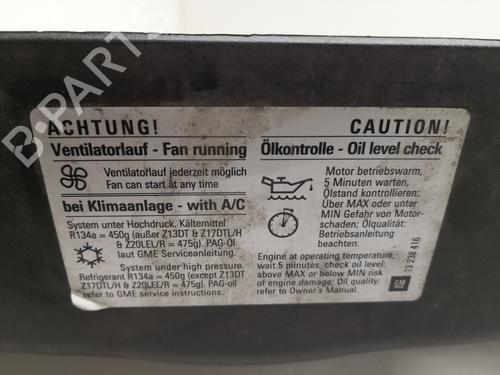 ACHTUNG!
CAUTION!
Ventilatorlauf - Fan running
Ventilatorlauf jederzeit möglich
Fan can start at any time
bei Klimaanlage - with A/C
System unter Hochdruck. Kältemittel
R134a = 450g (außer Z13DT & Z17DTL/H
& Z20LEL/R = 475g). PAG-Öl
laut GME Serviceanleitung.
System under high pressure.
Refrigerant R134a = 450g (except Z13DT
Z17DTL/H & Z20LEL/R = 475g). PAG-oil
refer to GME service instructions.
Ölkontrolle - Oil level check
Motor betriebswarm,
5 Minuten warten,
Ölstand kontrollieren:
Über MAX oder unter
MIN Gefahr von Motor-
schaden; Ölqualität:
Betriebsanleitung
beachten.
Engine at operating temperature,
wait 5 minutes, check oil level:
above MAX or below MIN risk
of engine damage; Oil quality:
refer to Owner's Manual.
13 238 416
GM
B-PARTS